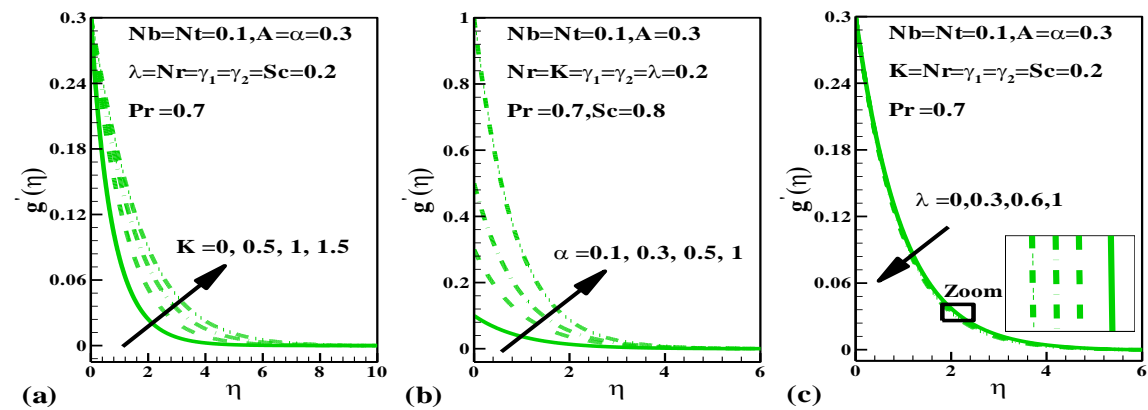 Nb=Nt=0.1,A=α=0.3
λ=Nr=γ₁=γ₂=Sc=0.2
Pr=0.7
K =0, 0.5, 1, 1.5
g'(η)
0.3
0.24
0.18
0.12
0.06
0
0 2 4 6 8 10
(a) η
Nb=Nt=0.1,A=0.3
Nr=K=γ₁=γ₂=λ=0.2
Pr=0.7,Sc=0.8
α =0.1, 0.3, 0.5, 1
g'(η)
1
0.8
0.6
0.4
0.2
0
0 2 4 6
(b) η
Nb=Nt=0.1,A=α=0.3
K=Nr=γ₁=γ₂=Sc=0.2
Pr=0.7
λ =0,0.3,0.6,1
Zoom
g'(η)
0.3
0.24
0.18
0.12
0.06
0
0 2 4 6
(c) η